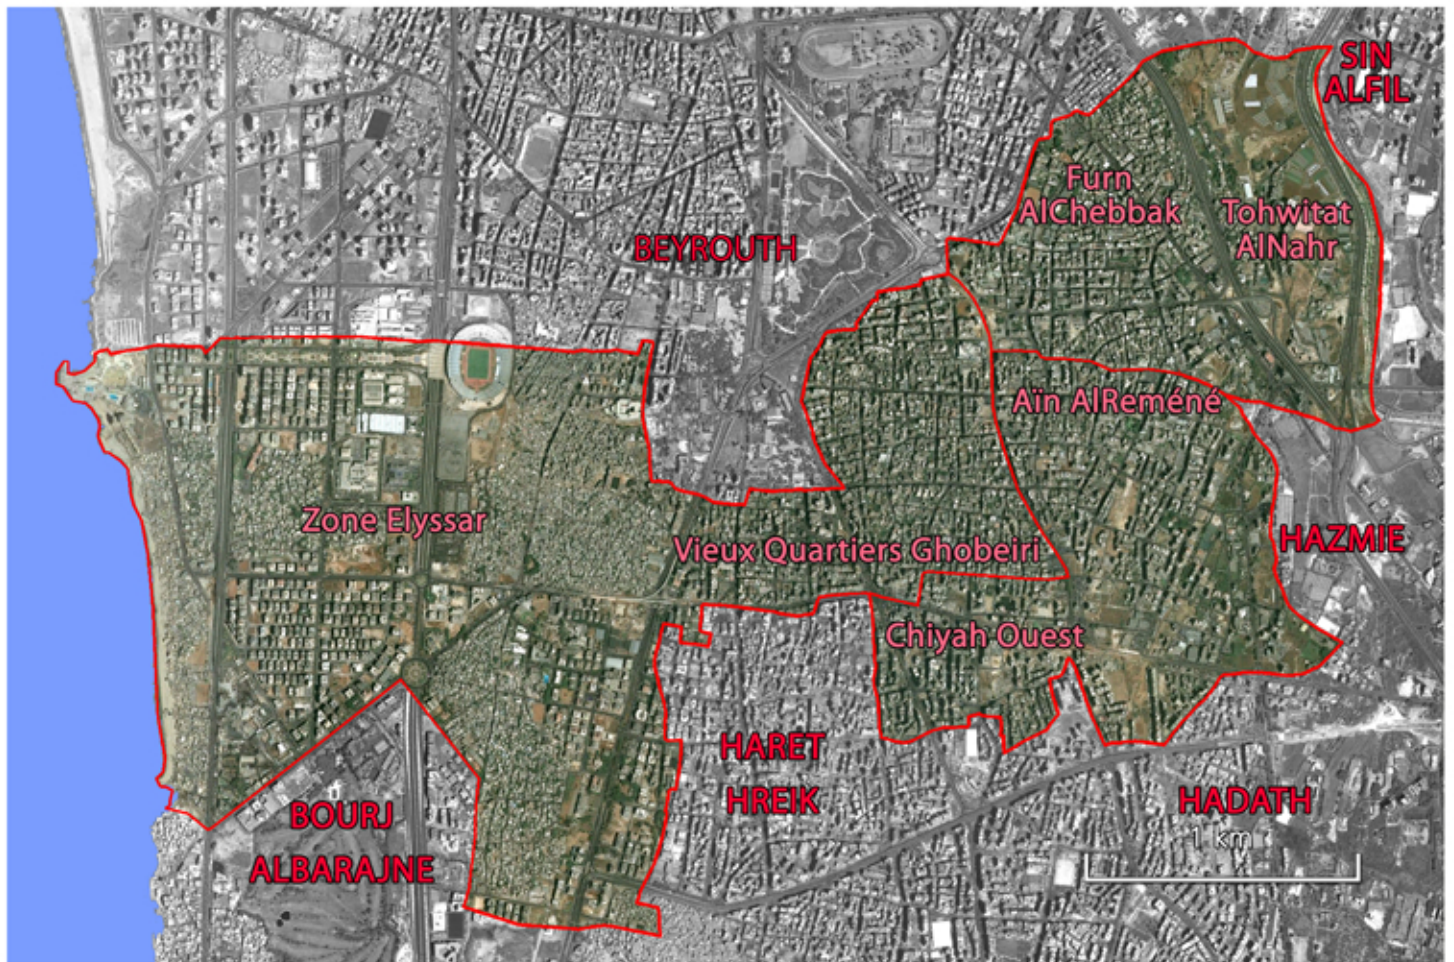 SIN
ALFIL
Furn
AlChebbak
Tohwitat
AlNahr
BEYROUTH
Aïn AlReméné
Zone Elyssar
Vieux Quartiers Ghobeiri
HAZMIE
Chiyah Ouest
HARET
HREIK
BOURJ
ALBARAJNE
HADATH
1 km